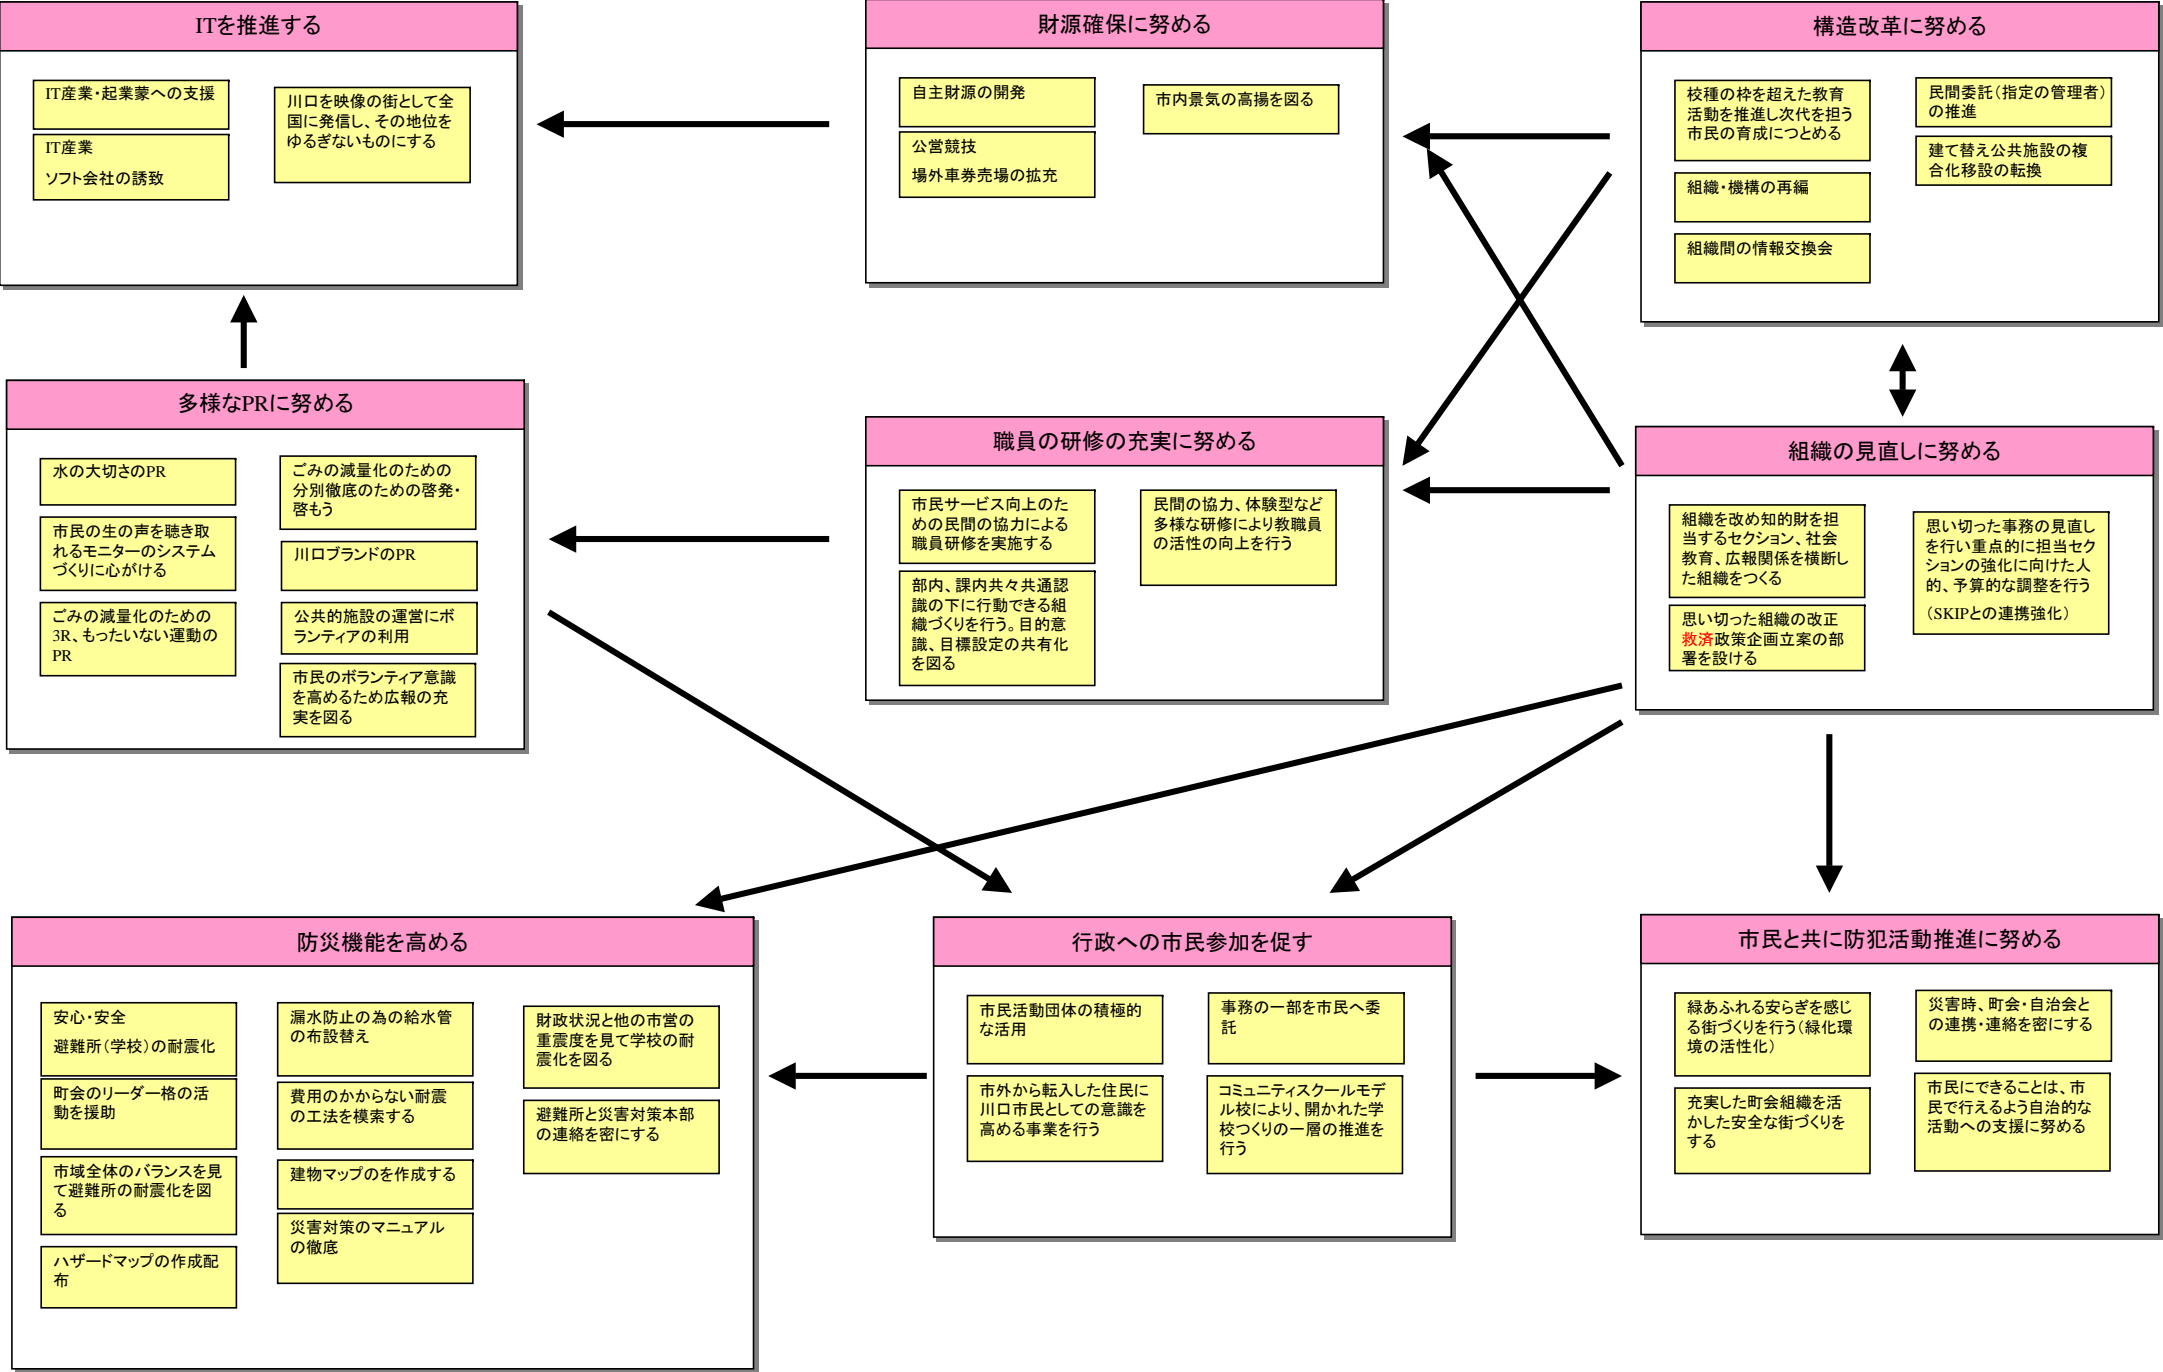 ITを推進する
IT産業・起業蒙への支援
IT産業
ソフト会社の誘致
川口を映像の街として全
国に発信し、その地位を
ゆるぎないものにする
財源確保に努める
自主財源の開発
公営競技
場外車券売場の拡充
市内景気の高揚を図る
構造改革に努める
校種の枠を超えた教育
活動を推進し次代を担う
市民の育成につとめる
組織・機構の再編
組織間の情報交換会
民間委託（指定の管理者）
の推進
建て替え公共施設の複
合化移設の転換
多様なPRに努める
水の大切さのPR
市民の生の声を聴き取
れるモニターのシステム
づくりに心がける
ごみの減量化のための
3R、もったいない運動の
PR
ごみの減量化のための
分別徹底のための啓発・
啓もう
川口ブランドのPR
公共的施設の運営にボ
ランティアの利用
市民のボランティア意識
を高めるため広報の充
実を図る
職員の研修の充実に努める
市民サービス向上のた
めの民間の協力による
職員研修を実施する
部内、課内共々共通認
識の下に行動できる組
織づくりを行う。目的意
識、目標設定の共有化
を図る
民間の協力、体験型など
多様な研修により教職員
の活性の向上を行う
組織の見直しに努める
組織を改め知的財を担
当するセクション、社会
教育、広報関係を横断し
た組織をつくる
思い切った組織の改正
救済政策企画立案の部
署を設ける
思い切った事務の見直し
を行い重点的に担当セク
ションの強化に向けた人
的、予算的な調整を行う
（SKIPとの連携強化）
防災機能を高める
安心・安全
避難所（学校）の耐震化
町会のリーダー格の活
動を援助
市域全体のバランスを見
て避難所の耐震化を図
る
ハザードマップの作成配
布
漏水防止の為の給水管
の布設替え
費用のかからない耐震
の工法を模索する
建物マップのを作成する
災害対策のマニュアル
の徹底
財政状況と他の市営の
重震度を見て学校の耐
震化を図る
避難所と災害対策本部
の連絡を密にする
行政への市民参加を促す
市民活動団体の積極的
な活用
市外から転入した住民に
川口市民としての意識を
高める事業を行う
事務の一部を市民へ委
託
コミュニティスクールモデ
ル校により、開かれた学
校つくりの一層の推進を
行う
市民と共に防犯活動推進に努める
緑あふれる安らぎを感じ
る街づくりを行う（緑化環
境の活性化）
充実した町会組織を活
かした安全な街づくりを
する
災害時、町会・自治会と
の連携・連絡を密にする
市民にできることは、市
民で行えるよう自治的な
活動への支援に努める